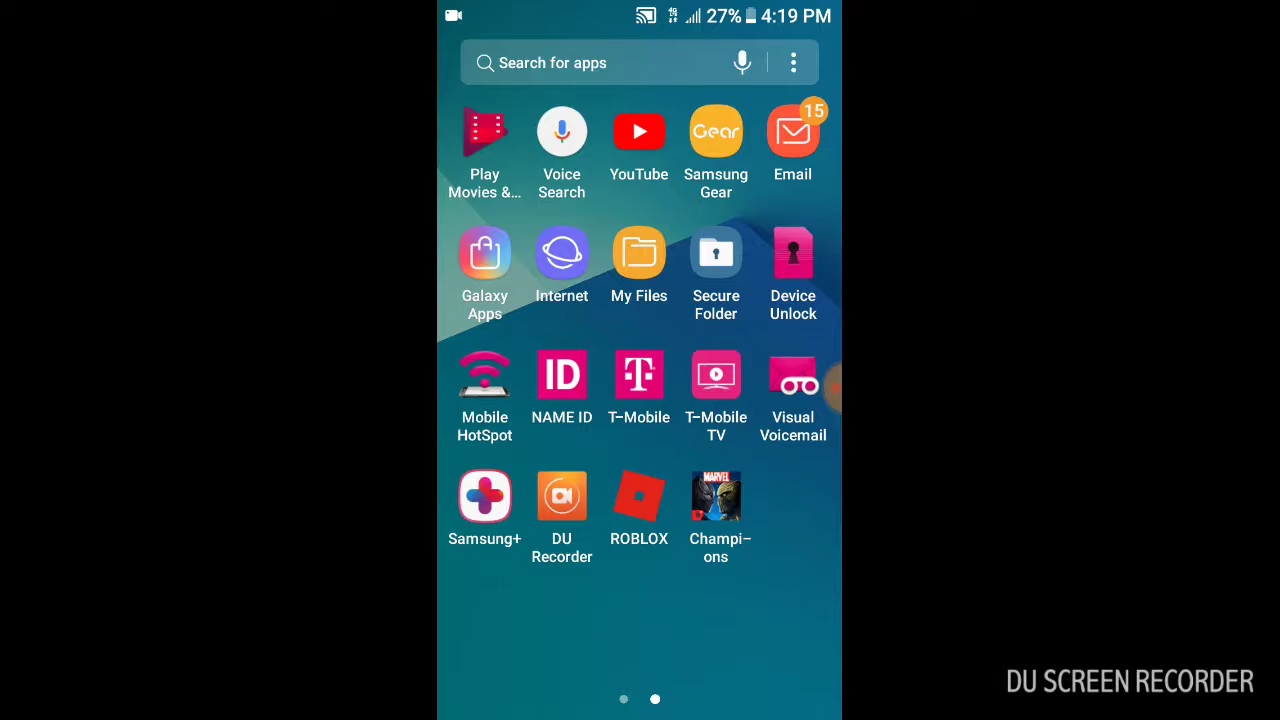 27% 4:19 PM
Search for apps
15
Gear
Play Movies &...
Voice Search
YouTube
Samsung Gear
Email
Galaxy Apps
Internet
My Files
Secure Folder
Device Unlock
ID
T
Mobile HotSpot
NAME ID
T-Mobile
T-Mobile TV
Visual Voicemail
MARVEL
Samsung+
DU Recorder
ROBLOX
Champi-
ons
DU SCREEN RECORDER